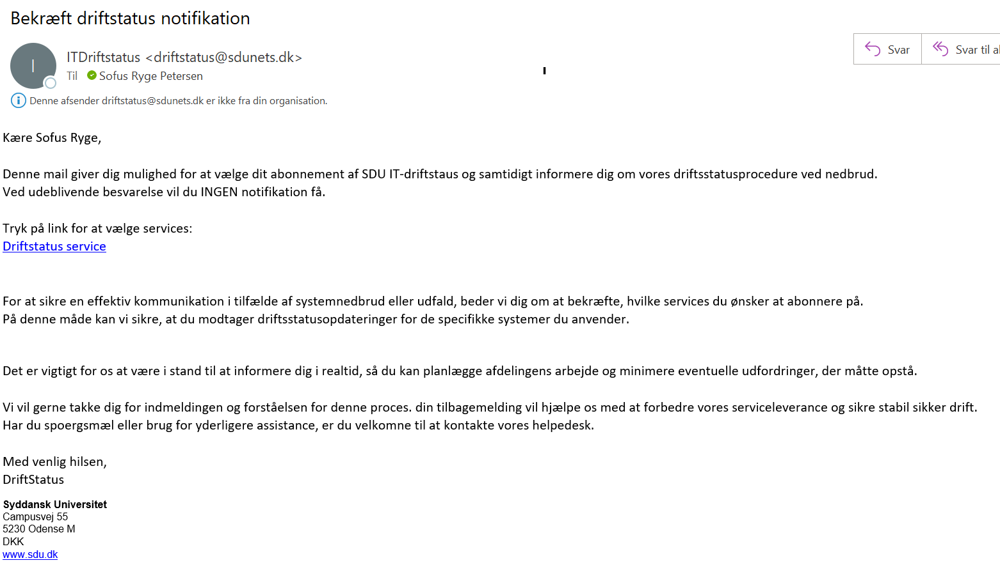 Bekræft driftstatus notifikation
I
ITDriftstatus <driftstatus@sdunets.dk>
Til Sofus Ryge Petersen
Denne afsender driftstatus@sdunets.dk er ikke fra din organisation.
Svar
Svar til al
Kære Sofus Ryge,
Denne mail giver dig mulighed for at vælge dit abonnement af SDU IT-driftstaus og samtidigt informere dig om vores driftsstatusprocedure ved nedbrud.
Ved udeblivende besvarelse vil du INGEN notifikation få.
Tryk på link for at vælge services:
Driftstatus service
For at sikre en effektiv kommunikation i tilfælde af systemnedbrud eller udfald, beder vi dig om at bekræfte, hvilke services du ønsker at abonnere på.
På denne måde kan vi sikre, at du modtager driftsstatusopdateringer for de specifikke systemer du anvender.
Det er vigtigt for os at være i stand til at informere dig i realtid, så du kan planlægge afdelingens arbejde og minimere eventuelle udfordringer, der måtte opstå.
Vi vil gerne takke dig for indmeldingen og forståelsen for denne proces. din tilbagemelding vil hjælpe os med at forbedre vores serviceleverance og sikre stabil sikker drift.
Har du spoergsmæl eller brug for yderligere assistance, er du velkomne til at kontakte vores helpedesk.
Med venlig hilsen,
DriftStatus
Syddansk Universitet
Campusvej 55
5230 Odense M
DKK
www.sdu.dk